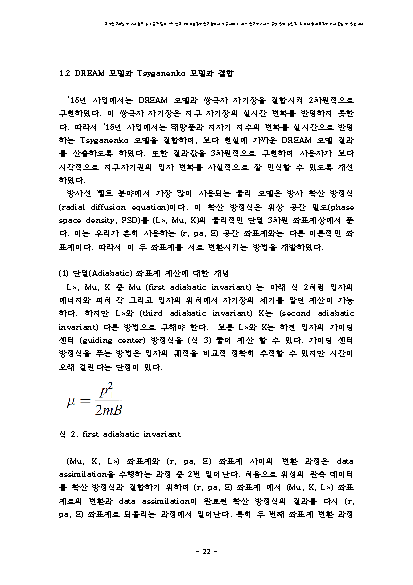 1.2 DREAM 모델과 Tsyganenko 모델과 결합
'15년 사업에서는 DREAM 모델과 쌍극자 자기장을 결합시켜 2차원적으로
구현하였다. 이 쌍극자 자기장은 지구 자기장의 실시간 변화를 반영하지 못한
다. 따라서 '16년 사업에서는 태양풍과 지자기 지수의 변화를 실시간으로 반영
하는 Tsyganenko 모델을 결합하여, 보다 현실에 가까운 DREAM 모델 결과
를 산출하도록 하였다. 또한 결과값을 3차원적으로 구현하여 사용자가 보다
시각적으로 지구자기권의 입자 변화를 사실적으로 잘 인식할 수 있도록 개선
하였다.
방사선 벨트 분야에서 가장 많이 사용되는 물리 모델은 방사 확산 방정식
(radial diffusion equation)이다. 이 확산 방정식은 위상 공간 밀도(phase
space density, PSD)를 (L*, Mu, K)의 물리적인 단열 3차원 좌표계상에서 푼
다. 이는 우리가 흔히 사용하는 (r, pa, E) 공간 좌표계와는 다른 이론적인 좌
표계이다. 따라서 이 두 좌표계를 서로 변환시키는 방법을 개발하였다.
(1) 단열(Adiabatic) 좌표계 계산에 대한 개념
L*, Mu, K 중 Mu (first adiabatic invariant) 는 아래 식 2처럼 입자의
에너지와 피치 각 그리고 입자의 위치에서 자기장의 세기를 알면 계산이 가능
하다. 하지만 L*와 (third adiabatic invariant) K는 (second adiabatic
invariant) 다른 방법으로 구해야 한다. 보통 L*와 K는 하전 입자의 가이딩
센터 (guiding center) 방정식을 (식 3) 풀어 계산 할 수 있다. 가이딩 센터
방정식을 푸는 방법은 입자의 궤적을 비교적 정확히 추적할 수 있지만 시간이
오래 걸린다는 단점이 있다.
μ = p² / 2mB
식 2. first adiabatic invariant
(Mu, K, L*) 좌표계와 (r, pa, E) 좌표계 사이의 변환 과정은 data
assimilation을 수행하는 과정 중 2번 일어난다. 처음으로 위성의 관측 데이터
를 확산 방정식과 결합하기 위하여 (r, pa, E) 좌표계 에서 (Mu, K, L*) 좌표
계로의 변환과 data assimilation이 완료된 확산 방정식의 결과를 다시 (r,
pa, E) 좌표계로 되돌리는 과정에서 일어난다. 특히 두 번째 좌표계 변환 과정
- 22 -